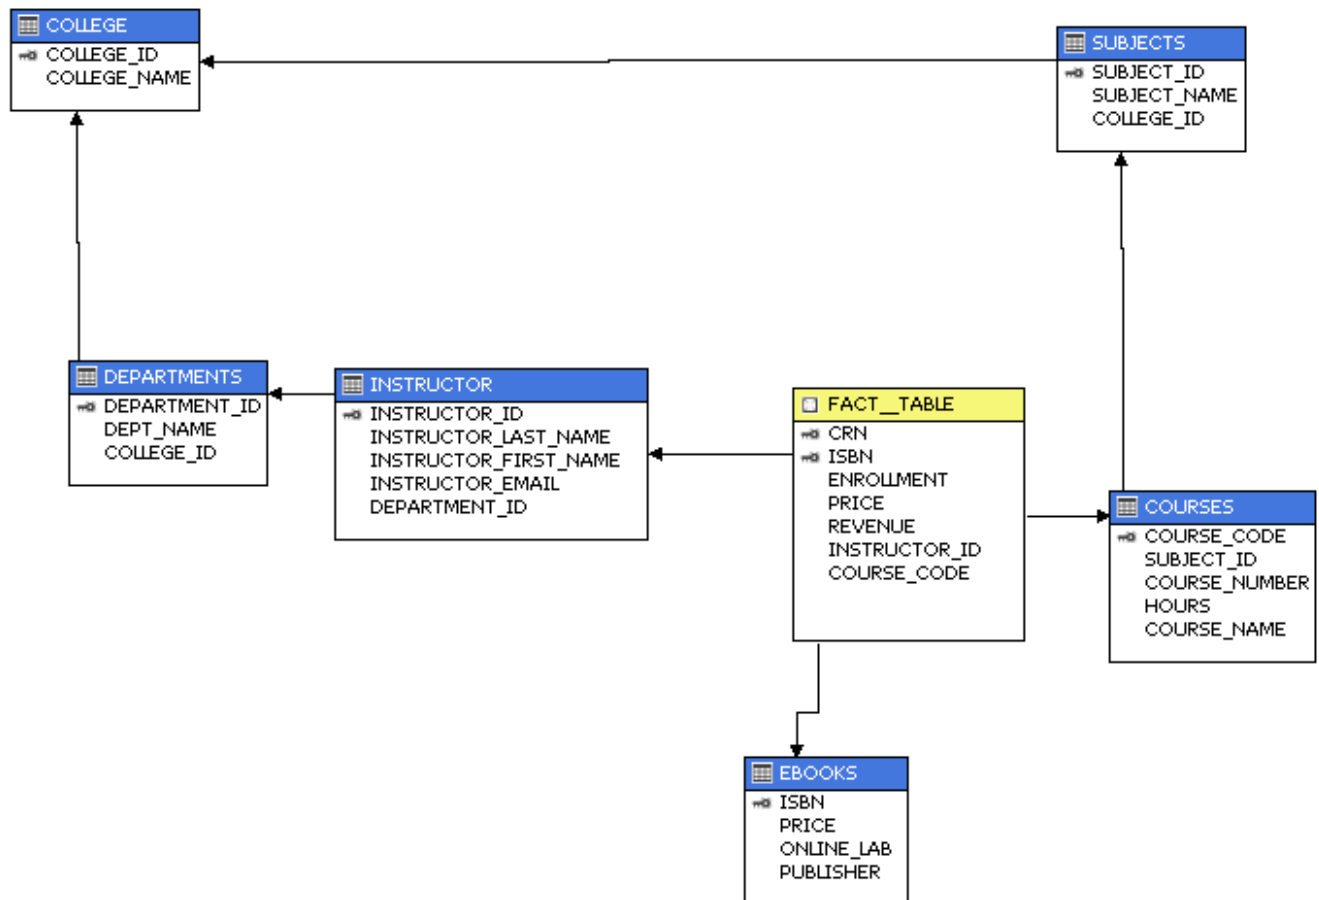 COLLEGE
COLLEGE_ID
COLLEGE_NAME
SUBJECTS
SUBJECT_ID
SUBJECT_NAME
COLLEGE_ID
DEPARTMENTS
DEPARTMENT_ID
DEPT_NAME
COLLEGE_ID
INSTRUCTOR
INSTRUCTOR_ID
INSTRUCTOR_LAST_NAME
INSTRUCTOR_FIRST_NAME
INSTRUCTOR_EMAIL
DEPARTMENT_ID
FACT__TABLE
CRN
ISBN
ENROLLMENT
PRICE
REVENUE
INSTRUCTOR_ID
COURSE_CODE
COURSES
COURSE_CODE
SUBJECT_ID
COURSE_NUMBER
HOURS
COURSE_NAME
EBOOKS
ISBN
PRICE
ONLINE_LAB
PUBLISHER